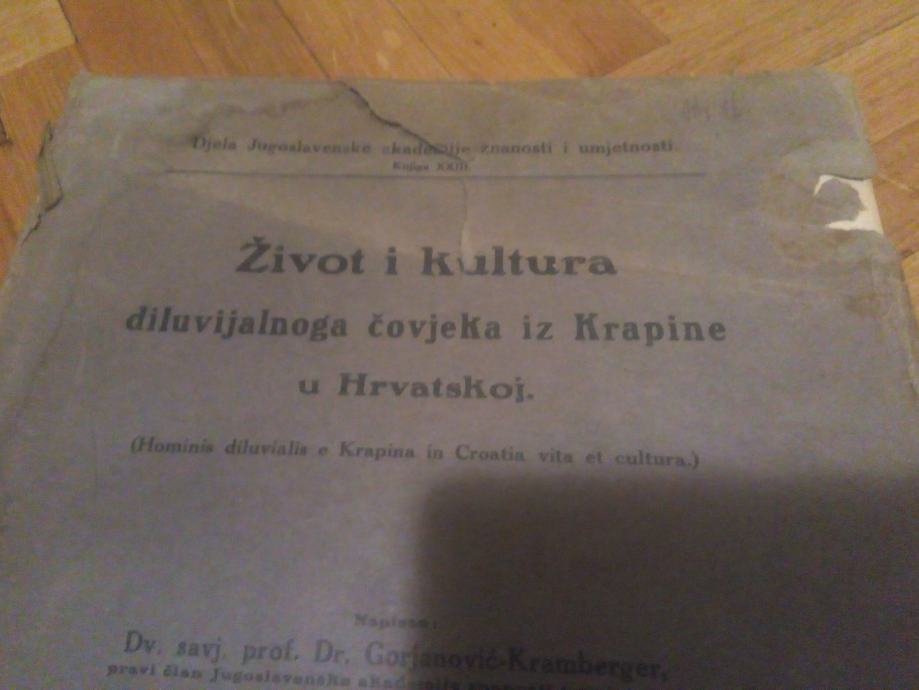 Djela Jugoslavenske akademije znanosti i umjetnosti.
Knjiga XXIII.
Život i kultura
diluvijalnoga čovjeka iz Krapine
u Hrvatskoj.
(Hominis diluvialis e Krapina in Croatia vita et cultura.)
Napisao:
Dv. savj. prof. Dr. Gorjanović-Kramberger,
pravi član Jugoslavenske akademije